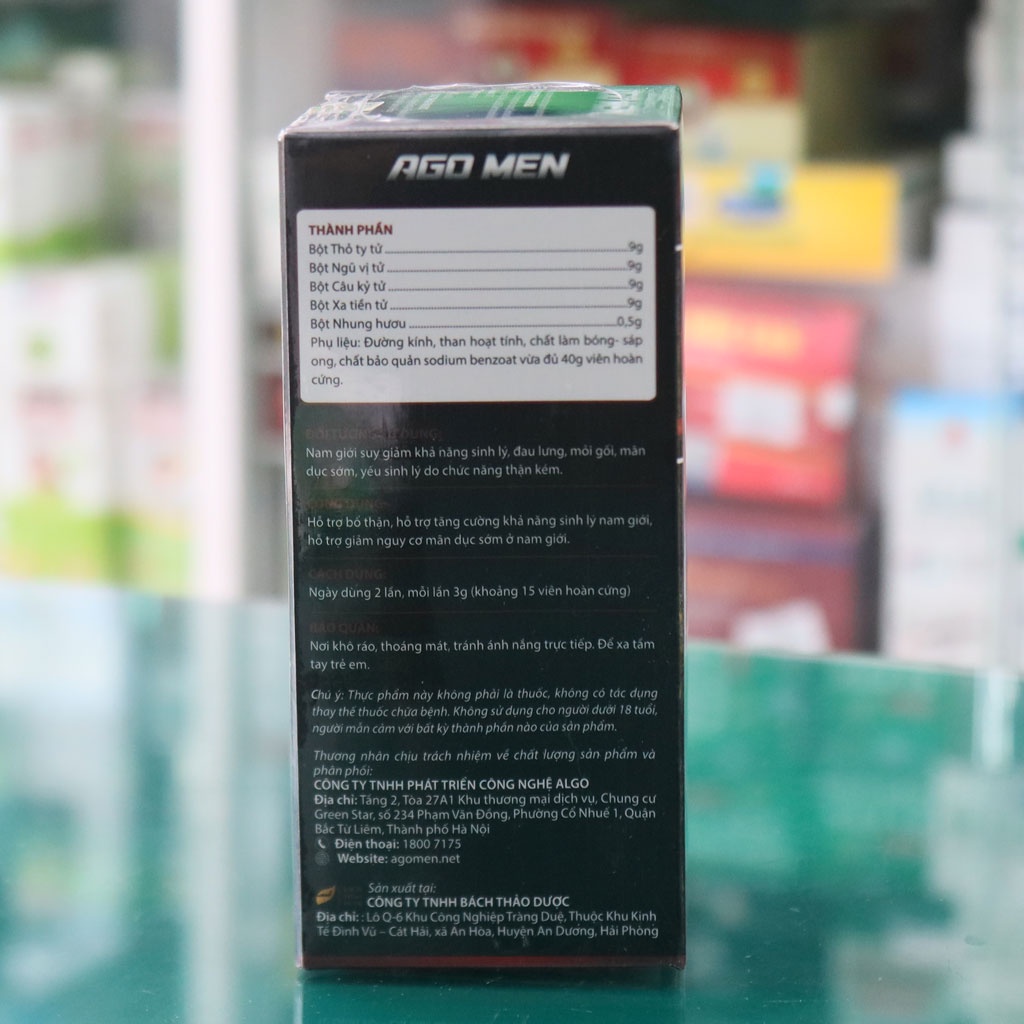 AGO MEN
THÀNH PHẦN
Bột Thỏ ty tử 9g
Bột Ngũ vị tử 9g
Bột Câu kỷ tử 9g
Bột Xa tiền tử 9g
Bột Nhung hươu 0,5g
Phụ liệu: Đường kính, than hoạt tính, chất làm bóng- sáp
ong, chất bảo quản sodium benzoat vừa đủ 40g viên hoàn
cứng.
ĐỐI TƯỢNG SỬ DỤNG:
Nam giới suy giảm khả năng sinh lý, đau lưng, mỏi gối, mãn
dục sớm, yếu sinh lý do chức năng thận kém.
CÔNG DỤNG:
Hỗ trợ bổ thận, hỗ trợ tăng cường khả năng sinh lý nam giới,
hỗ trợ giảm nguy cơ mãn dục sớm ở nam giới.
CÁCH DÙNG:
Ngày dùng 2 lần, mỗi lần 3g (khoảng 15 viên hoàn cứng)
BẢO QUẢN:
Nơi khô ráo, thoáng mát, tránh ánh nắng trực tiếp. Để xa tầm
tay trẻ em.
Chú ý: Thực phẩm này không phải là thuốc, không có tác dụng
thay thế thuốc chữa bệnh. Không sử dụng cho người dưới 18 tuổi,
người mẫn cảm với bất kỳ thành phần nào của sản phẩm.
Thương nhân chịu trách nhiệm về chất lượng sản phẩm và
phân phối:
CÔNG TY TNHH PHÁT TRIỂN CÔNG NGHỆ ALGO
Địa chỉ: Tầng 2, Tòa 27A1 Khu thương mại dịch vụ, Chung cư
Green Star, số 234 Phạm Văn Đồng, Phường Cổ Nhuế 1, Quận
Bắc Từ Liêm, Thành phố Hà Nội
Điện thoại: 1800 7175
Website: agomen.net
Sản xuất tại:
CÔNG TY TNHH BÁCH THẢO DƯỢC
Địa chỉ: : Lô Q-6 Khu Công Nghiệp Tràng Duệ, Thuộc Khu Kinh
Tế Đình Vũ – Cát Hải, xã An Hòa, Huyện An Dương, Hải Phòng